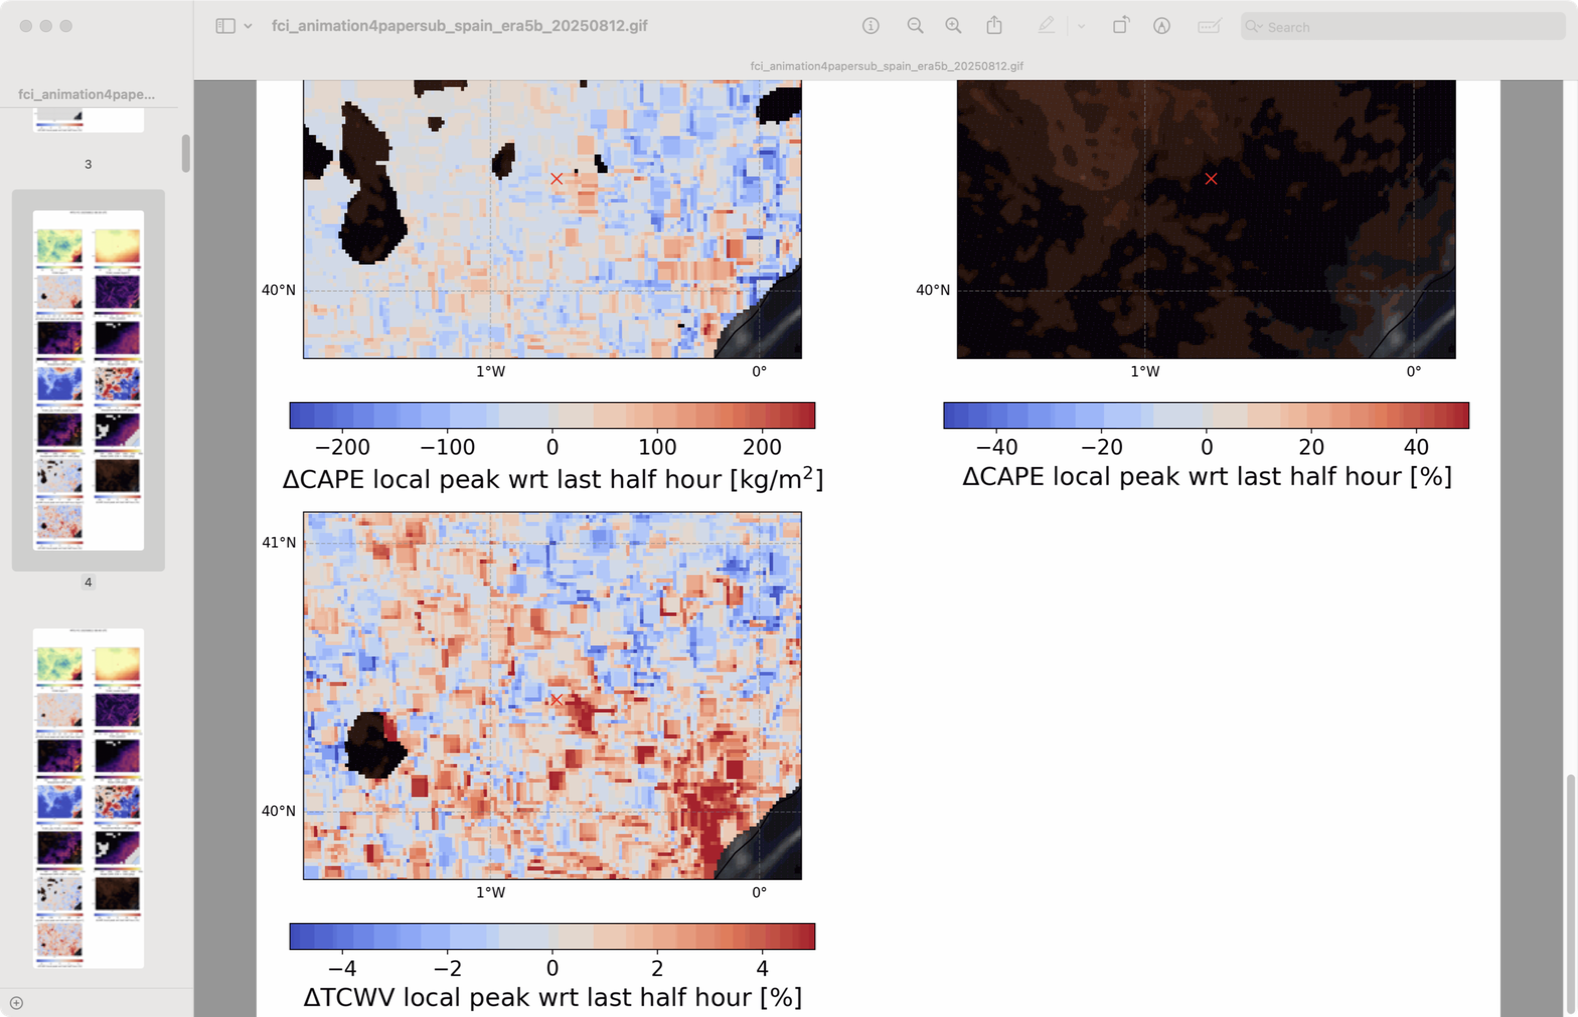 fci_animation4papersub_spain_era5b_20250812.gif
Search
fci_animation4papersub_spain_era5b_20250812.gif
fci_animation4pape...
3
4
40°N
1°W 0°
−200 −100 0 100 200
ΔCAPE local peak wrt last half hour [kg/m²]
40°N
1°W 0°
−40 −20 0 20 40
ΔCAPE local peak wrt last half hour [%]
41°N
40°N
1°W 0°
−4 −2 0 2 4
ΔTCWV local peak wrt last half hour [%]